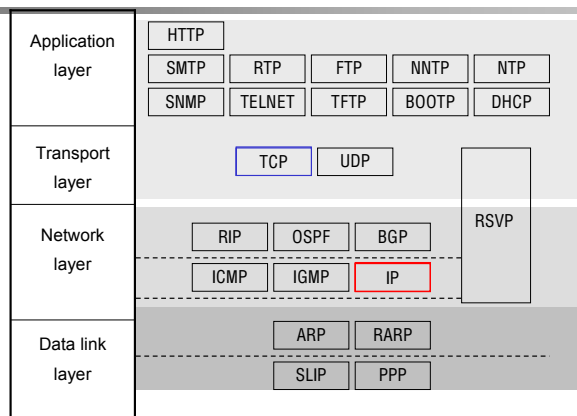 Application
layer
HTTP
SMTP RTP FTP NNTP NTP
SNMP TELNET TFTP BOOTP DHCP
Transport
layer
TCP UDP
RSVP
Network
layer
RIP OSPF BGP
ICMP IGMP IP
Data link
layer
ARP RARP
SLIP PPP